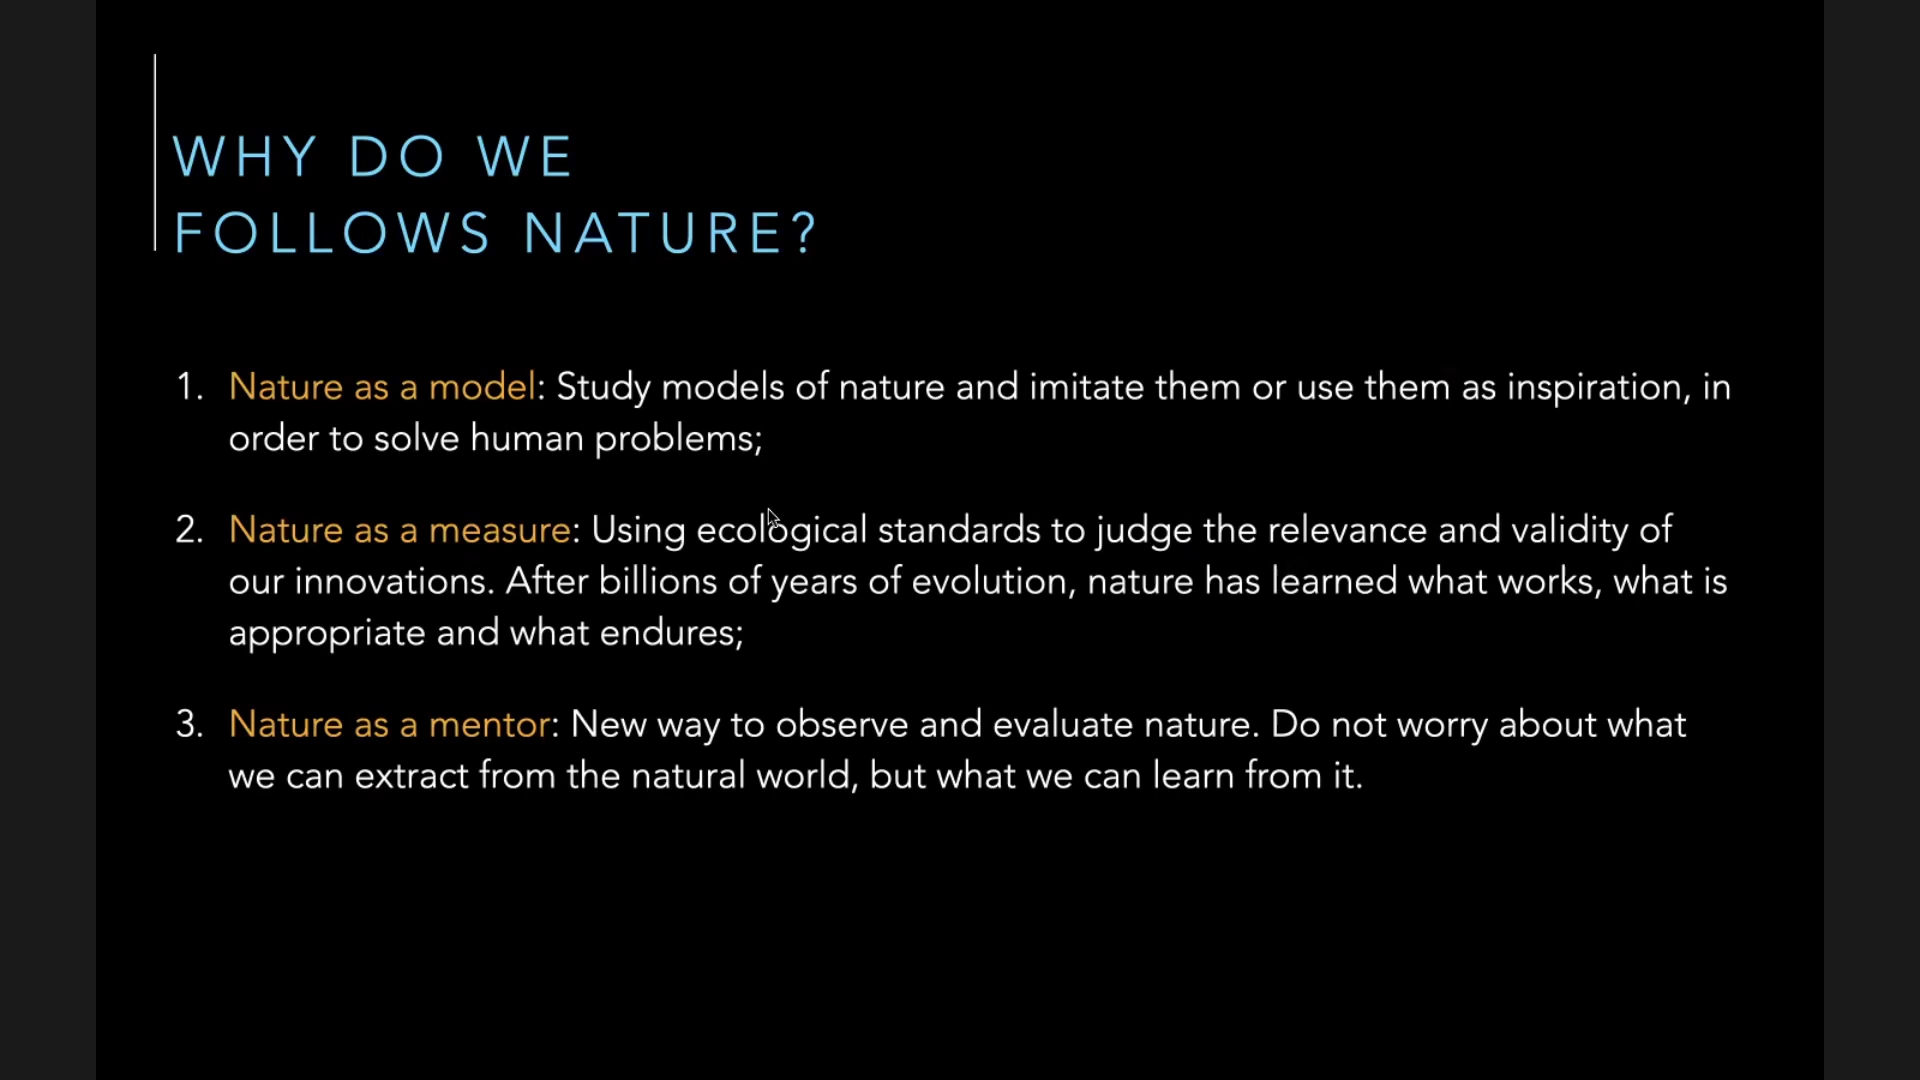 WHY DO WE
FOLLOWS NATURE?
1. Nature as a model: Study models of nature and imitate them or use them as inspiration, in
order to solve human problems;
2. Nature as a measure: Using ecological standards to judge the relevance and validity of
our innovations. After billions of years of evolution, nature has learned what works, what is
appropriate and what endures;
3. Nature as a mentor: New way to observe and evaluate nature. Do not worry about what
we can extract from the natural world, but what we can learn from it.